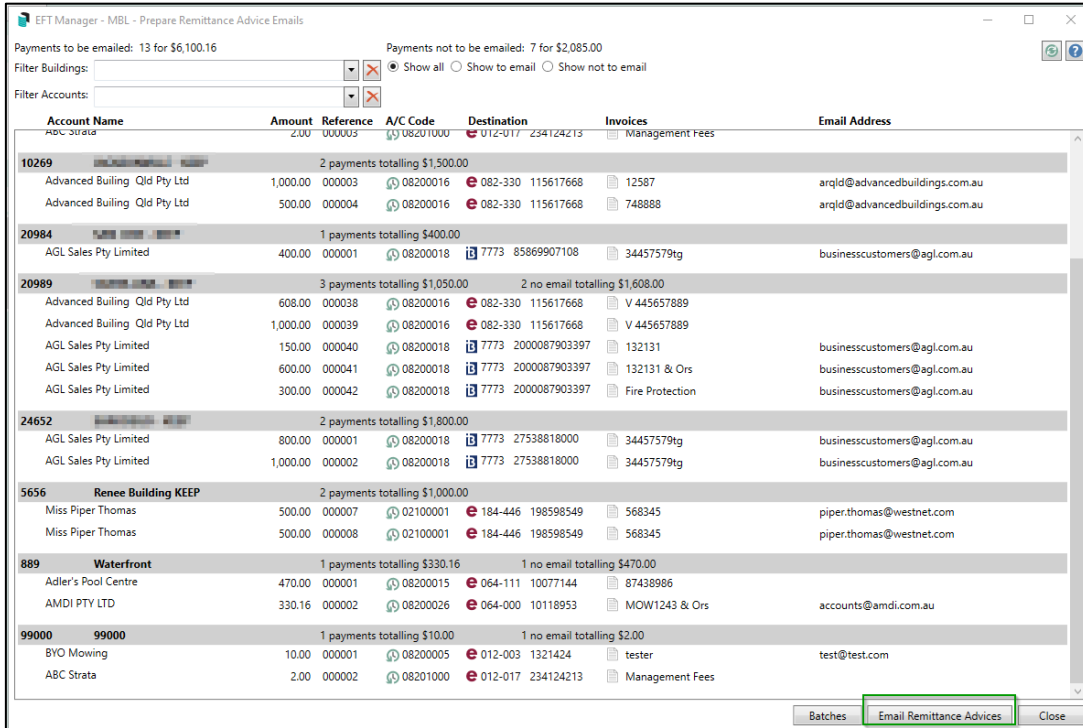 EFT Manager - MBL - Prepare Remittance Advice Emails
Payments to be emailed: 13 for $6,100.16 Payments not to be emailed: 7 for $2,085.00
Filter Buildings: Show all Show to email Show not to email
Filter Accounts:
Account Name Amount Reference A/C Code Destination Invoices Email Address
ABC Strata 2.00 000003 08201000 e 012-017 234124213 Management Fees
10269 2 payments totalling $1,500.00
Advanced Builing Qld Pty Ltd 1,000.00 000003 08200016 e 082-330 115617668 12587 arqld@advancedbuildings.com.au
Advanced Builing Qld Pty Ltd 500.00 000004 08200016 e 082-330 115617668 748888 arqld@advancedbuildings.com.au
20984 1 payments totalling $400.00
AGL Sales Pty Limited 400.00 000001 08200018 B 7773 85869907108 34457579tg businesscustomers@agl.com.au
20989 3 payments totalling $1,050.00 2 no email totalling $1,608.00
Advanced Builing Qld Pty Ltd 608.00 000038 08200016 e 082-330 115617668 V 445657889
Advanced Builing Qld Pty Ltd 1,000.00 000039 08200016 e 082-330 115617668 V 445657889
AGL Sales Pty Limited 150.00 000040 08200018 B 7773 2000087903397 132131 businesscustomers@agl.com.au
AGL Sales Pty Limited 600.00 000041 08200018 B 7773 2000087903397 132131 & Ors businesscustomers@agl.com.au
AGL Sales Pty Limited 300.00 000042 08200018 B 7773 2000087903397 Fire Protection businesscustomers@agl.com.au
24652 2 payments totalling $1,800.00
AGL Sales Pty Limited 800.00 000001 08200018 B 7773 27538818000 34457579tg businesscustomers@agl.com.au
AGL Sales Pty Limited 1,000.00 000002 08200018 B 7773 27538818000 34457579tg businesscustomers@agl.com.au
5656 Renee Building KEEP 2 payments totalling $1,000.00
Miss Piper Thomas 500.00 000007 02100001 e 184-446 198598549 568345 piper.thomas@westnet.com
Miss Piper Thomas 500.00 000008 02100001 e 184-446 198598549 568345 piper.thomas@westnet.com
889 Waterfront 1 payments totalling $330.16 1 no email totalling $470.00
Adler's Pool Centre 470.00 000001 08200015 e 064-111 10077144 87438986
AMDI PTY LTD 330.16 000002 08200026 e 064-000 10118953 MOW1243 & Ors accounts@amdi.com.au
99000 99000 1 payments totalling $10.00 1 no email totalling $2.00
BYO Mowing 10.00 000001 08200005 e 012-003 1321424 tester test@test.com
ABC Strata 2.00 000002 08201000 e 012-017 234124213 Management Fees
Batches Email Remittance Advices Close